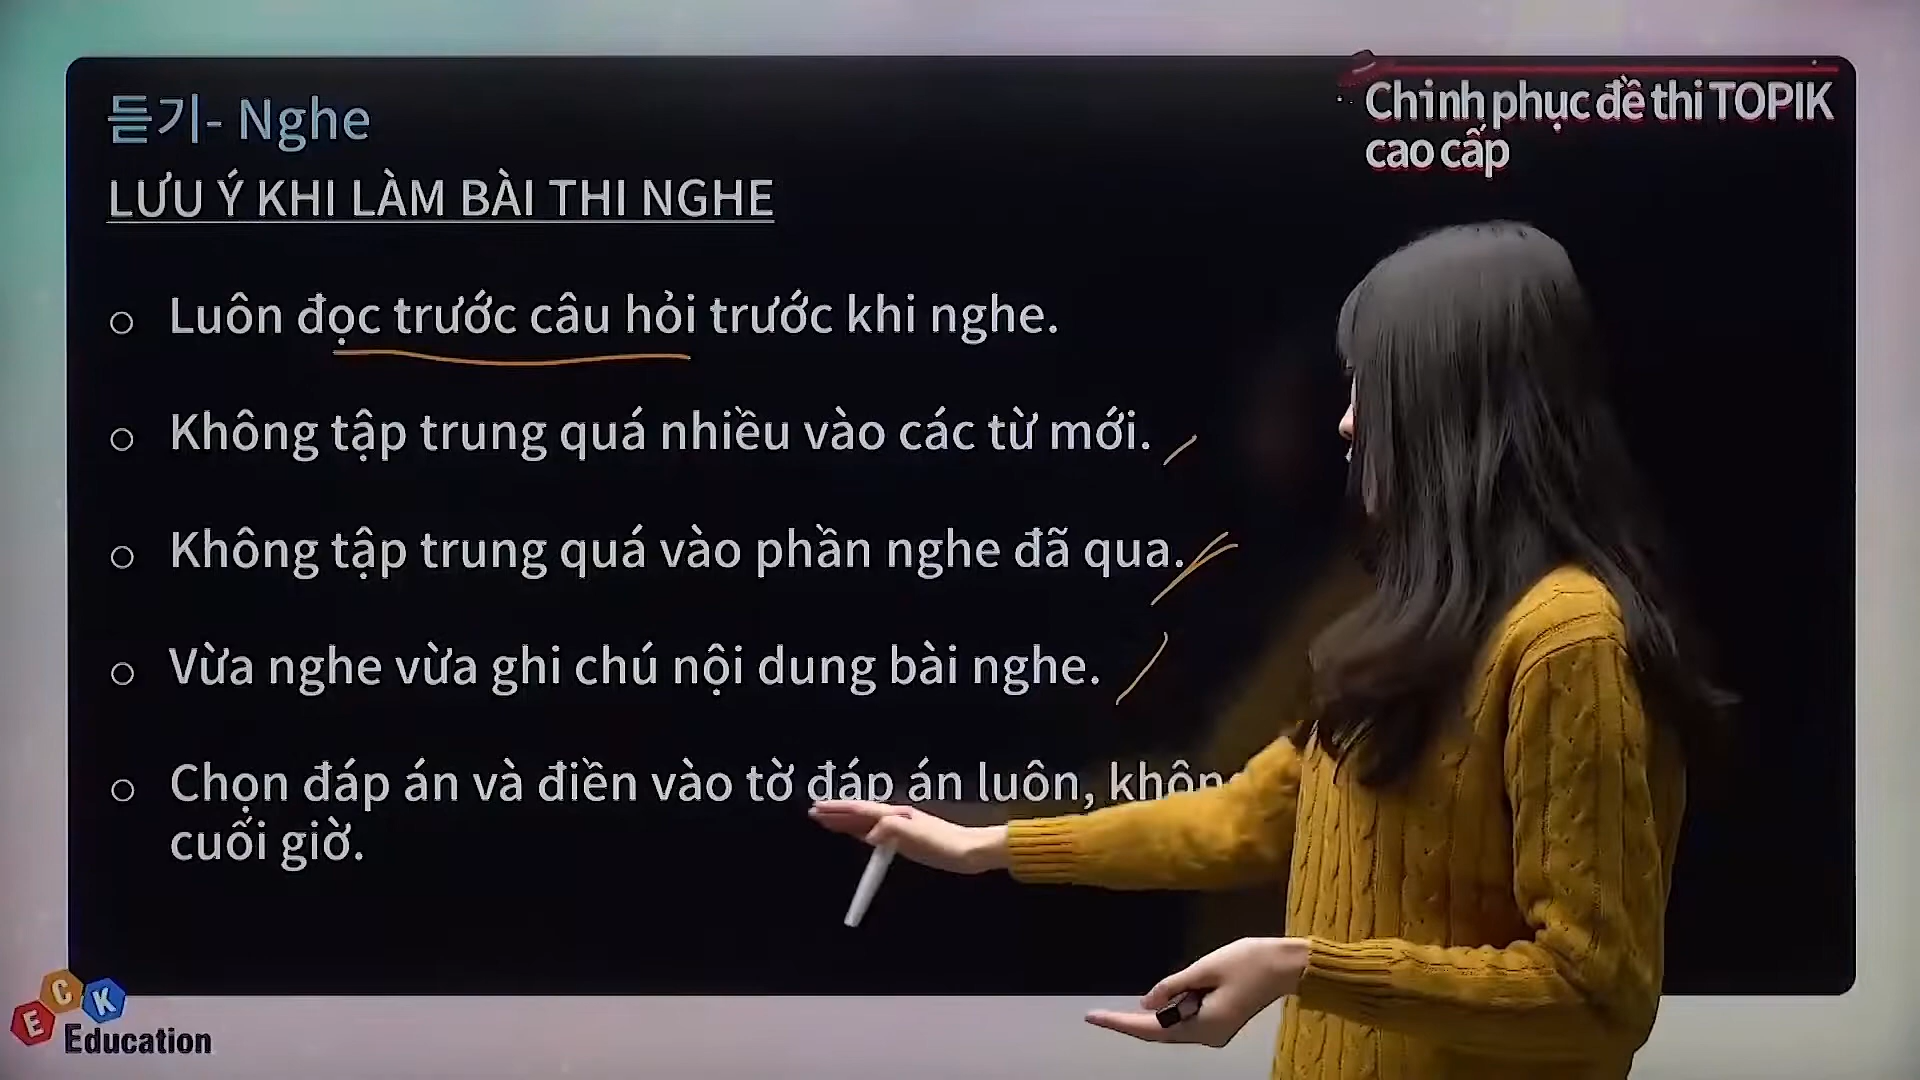 듣기- Nghe
Chinh phục đề thi TOPIK
cao cấp
LƯU Ý KHI LÀM BÀI THI NGHE
Luôn đọc trước câu hỏi trước khi nghe.
Không tập trung quá nhiều vào các từ mới.
Không tập trung quá vào phần nghe đã qua.
Vừa nghe vừa ghi chú nội dung bài nghe.
Chọn đáp án và điền vào tờ đáp án luôn,
cuối giờ.
ECK
Education